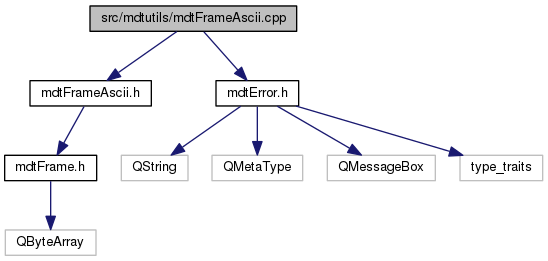 src/mdtutils/mdtFrameAscii.cpp
mdtFrameAscii.h
mdtError.h
mdtFrame.h
QString
QMetaType
QMessageBox
type_traits
QByteArray